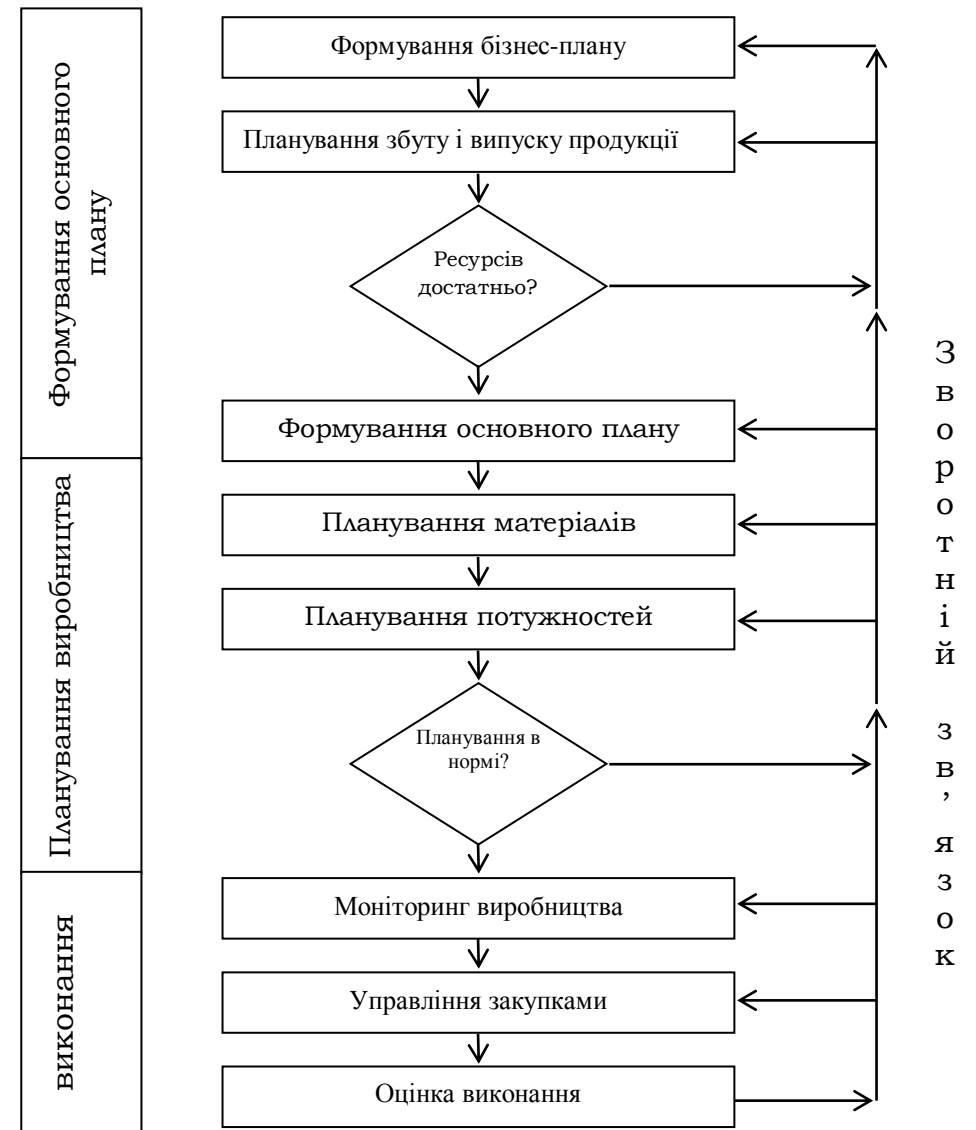 Формування основного
плану
Планування виробництва
виконання
Формування бізнес-плану
Планування збуту і випуску продукції
Ресурсів
достатньо?
Формування основного плану
Планування матеріалів
Планування потужностей
Планування в
нормі?
Моніторинг виробництва
Управління закупками
Оцінка виконання
Зворотній зв’язок